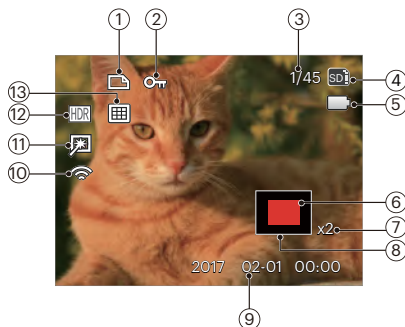 ① ② ③
1/45 SD ④
⑤
⑬
⑫ HDR
⑪
⑩
⑥
x2 ⑦
⑧
2017 02-01 00:00
⑨